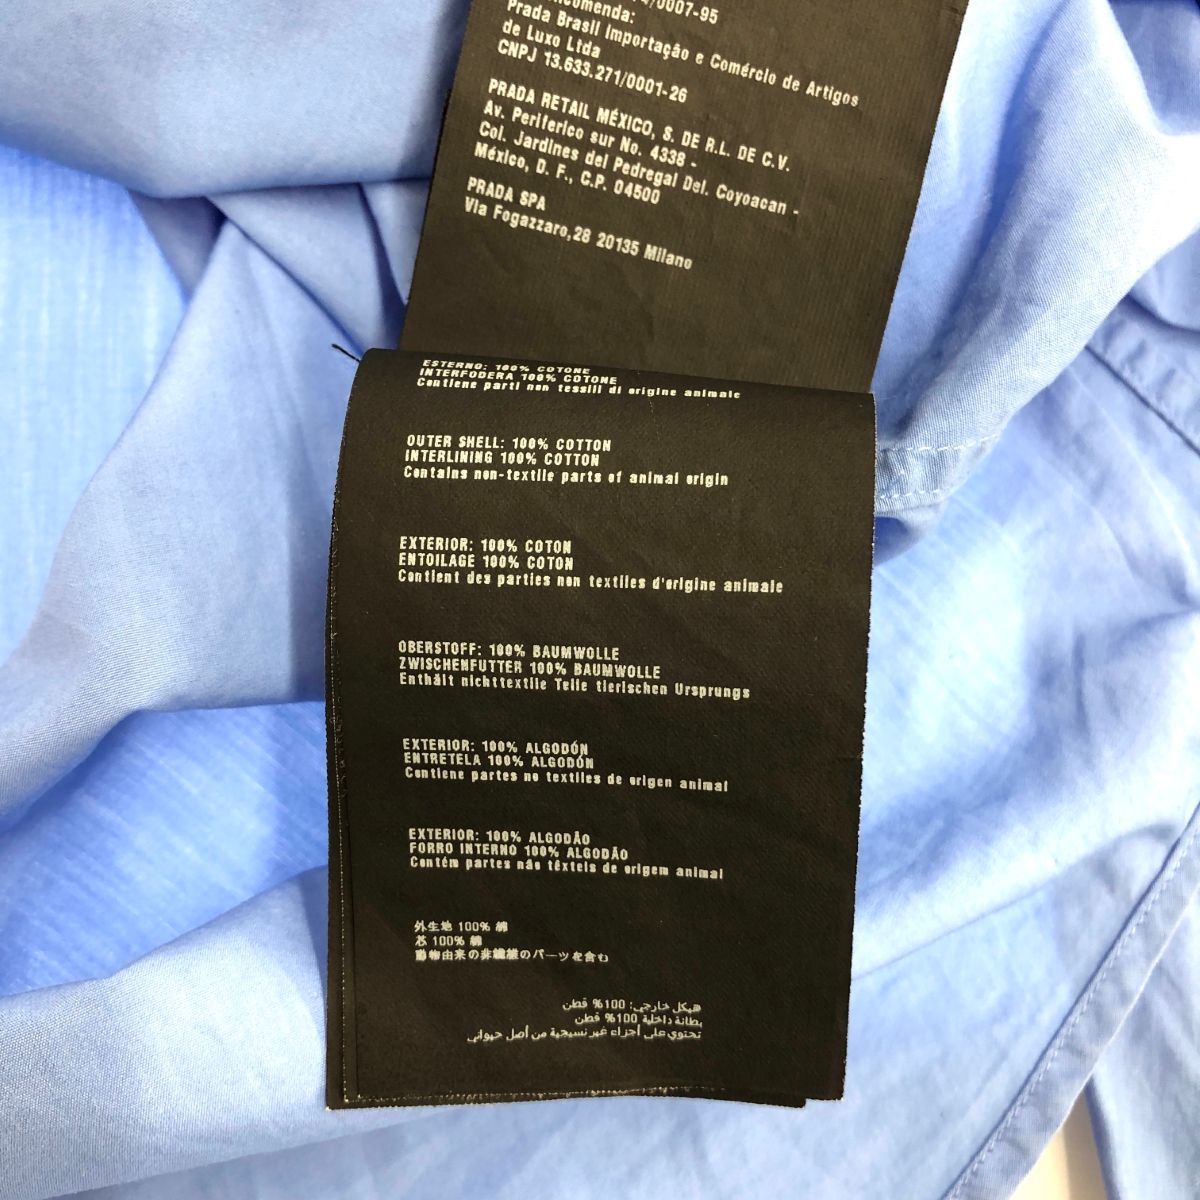 /0007-95
ncomenda:
Prada Brasil Importação e Comércio de Artigos
de Luxo Ltda
CNPJ 13.633.271/0001-26
PRADA RETAIL MÉXICO, S. DE R.L. DE C.V.
Av. Periferico sur No. 4338 -
Col. Jardines del Pedregal Del. Coyoacan -
México, D. F., C.P. 04500
PRADA SPA
Via Fogazzaro,28 20135 Milano
ESTERNO: 100% COTONE
INTERFODERA 100% COTONE
Contiene parti non tessili di origine animale
OUTER SHELL: 100% COTTON
INTERLINING 100% COTTON
Contains non-textile parts of animal origin
EXTERIOR: 100% COTON
ENTOILAGE 100% COTON
Contient des parties non textiles d'origine animale
OBERSTOFF: 100% BAUMWOLLE
ZWISCHENFUTTER 100% BAUMWOLLE
Enthält nichttextile Teile tierischen Ursprungs
EXTERIOR: 100% ALGODÓN
ENTRETELA 100% ALGODÓN
Contiene partes no textiles de origen animal
EXTERIOR: 100% ALGODÃO
FORRO INTERNO 100% ALGODÃO
Contém partes não têxteis de origem animal
外生地 100% 綿
芯 100% 綿
動物由来の非繊維のパーツを含む
هيكل خارجي: 100% قطن
بطانة داخلية 100% قطن
تحتوي على أجزاء غير نسيجية من أصل حيواني